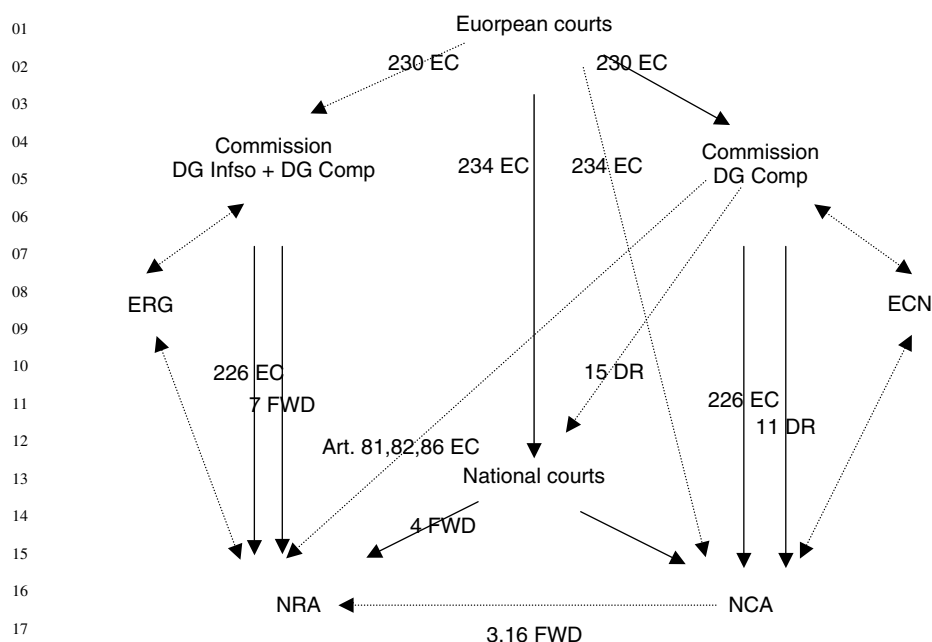 01
Euorpean courts
02
230 EC
230 EC
03
04
Commission
DG Infso + DG Comp
Commission
DG Comp
234 EC
234 EC
05
06
07
08
ERG
ECN
09
10
226 EC
15 DR
11
7 FWD
226 EC
11 DR
12
Art. 81,82,86 EC
13
National courts
14
4 FWD
15
16
NRA
NCA
17
3.16 FWD